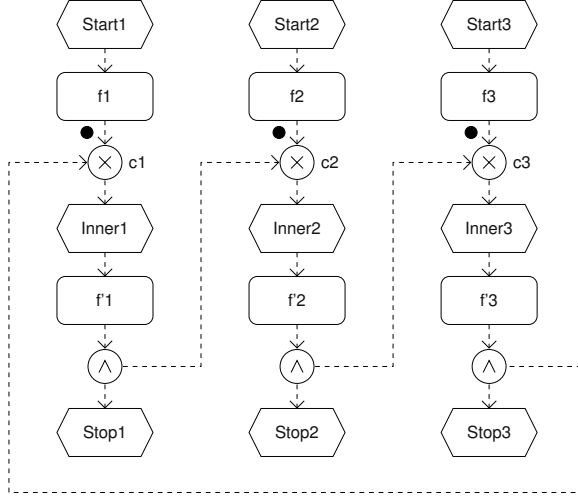 Start1 Start2 Start3
f1 f2 f3
× c1 × c2 × c3
Inner1 Inner2 Inner3
f'1 f'2 f'3
∧ ∧ ∧
Stop1 Stop2 Stop3